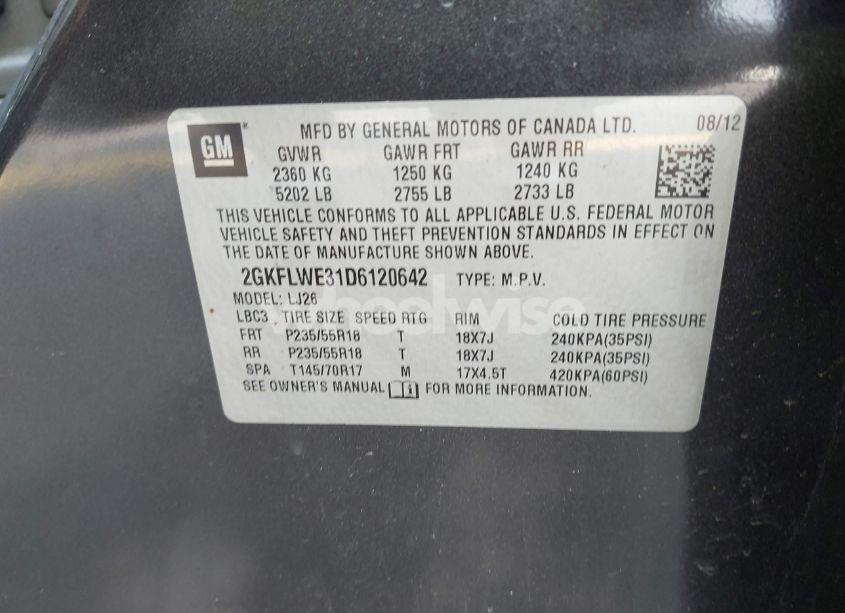 GM ® MFD BY GENERAL MOTORS OF CANADA LTD. 08/12
GVWR GAWR FRT GAWR RR
2360 KG 1250 KG 1240 KG
5202 LB 2755 LB 2733 LB
THIS VEHICLE CONFORMS TO ALL APPLICABLE U.S. FEDERAL MOTOR
VEHICLE SAFETY AND THEFT PREVENTION STANDARDS IN EFFECT ON
THE DATE OF MANUFACTURE SHOWN ABOVE.
2GKFLWE31D6120642 TYPE: M.P.V.
MODEL: LJ26
wheelwise
LBC3 TIRE SIZE SPEED RTG RIM COLD TIRE PRESSURE
FRT P235/55R18 T 18X7J 240KPA(35PSI)
RR P235/55R18 T 18X7J 240KPA(35PSI)
SPA T145/70R17 M 17X4.5T 420KPA(60PSI)
SEE OWNER'S MANUAL FOR MORE INFORMATION.